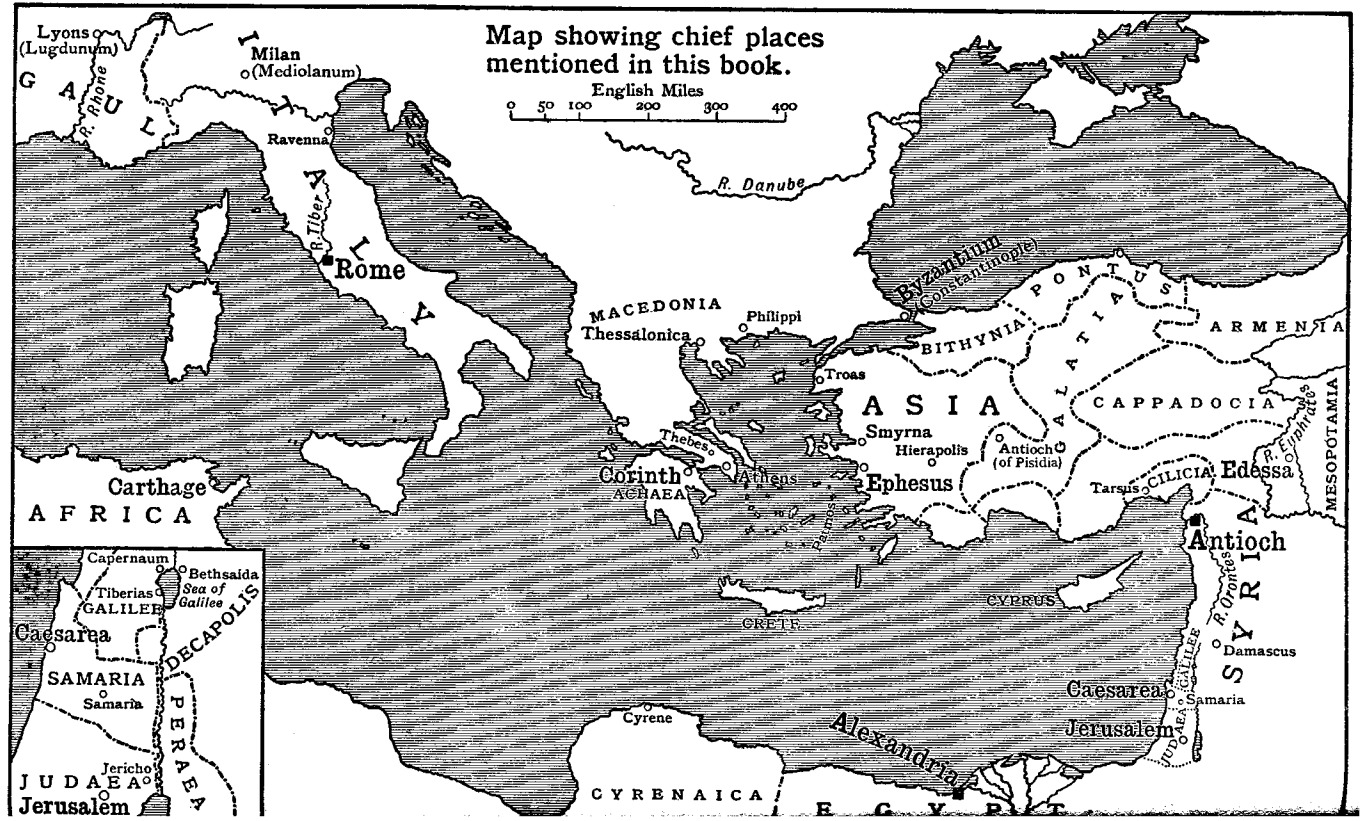 Map showing chief places
mentioned in this book.
English Miles
0 50 100 200 300 400
Lyons
(Lugdunum)
GAUL
R. Rhone
Milan
(Mediolanum)
ITALY
Ravenna
R. Tiber
Rome
R. Danube
Byzantium
(Constantinople)
PONTUS
BITHYNIA
GALATIA
ARMENIA
MACEDONIA
Thessalonica
Philippi
Troas
ASIA
CAPPADOCIA
MESOPOTAMIA
R. Euphrates
Smyrna
Hierapolis
Antioch
(of Pisidia)
Thebes
Corinth
Athens
ACHAEA
Ephesus
Patmos
Tarsus
CILICIA
Edessa
Antioch
SYRIA
R. Orontes
Carthage
AFRICA
CRETE
CYPRUS
Damascus
GALILEE
Caesarea
Samaria
JUDAEA
Jerusalem
Cyrene
CYRENAICA
Alexandria
EGYPT
Capernaum
Bethsaida
Sea of
Galilee
Tiberias
GALILEE
DECAPOLIS
Caesarea
SAMARIA
Samaria
PERAEA
Jericho
JUDAEA
Jerusalem